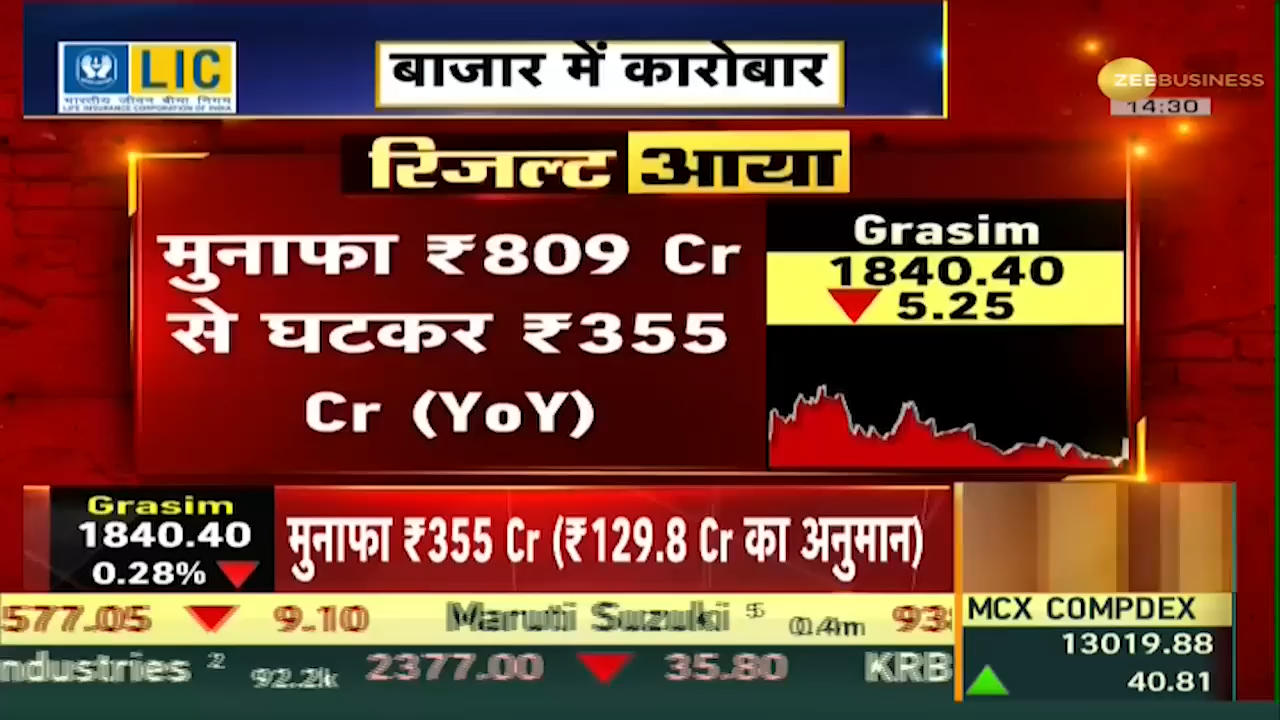 LIC
भारतीय जीवन बीमा निगम
LIFE INSURANCE CORPORATION OF INDIA
बाजार में कारोबार
ZEEBUSINESS
14:30
रिजल्ट आया
मुनाफा ₹809 Cr
से घटकर ₹355
Cr (YoY)
Grasim
1840.40
▼ 5.25
Grasim
1840.40
0.28% ▼
मुनाफा ₹355 Cr (₹129.8 Cr का अनुमान)
577.05 ▼ 9.10 Maruti Suzuki 0.4m
ndustries 92.2k 2377.00 ▼ 35.80 KRB
MCX COMPDEX
13019.88
▲ 40.81